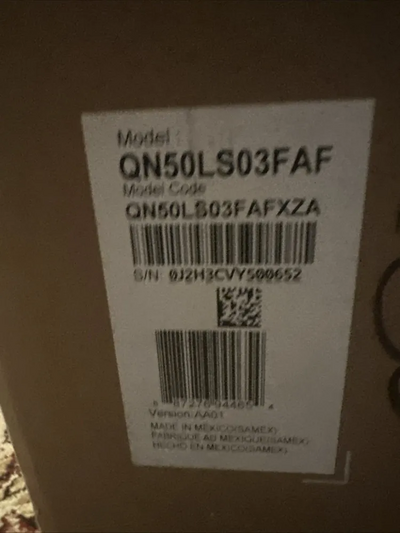 Model
QN50LS03FAF
Model Code
QN50LS03FAFXZA
S/N: 0J2H3CVY500652
Version: AA01
MADE IN MEXICO(SAMEX)
FABRIQUÉ AU MEXIQUE(SAMEX)
HECHO EN MEXICO(SAMEX)